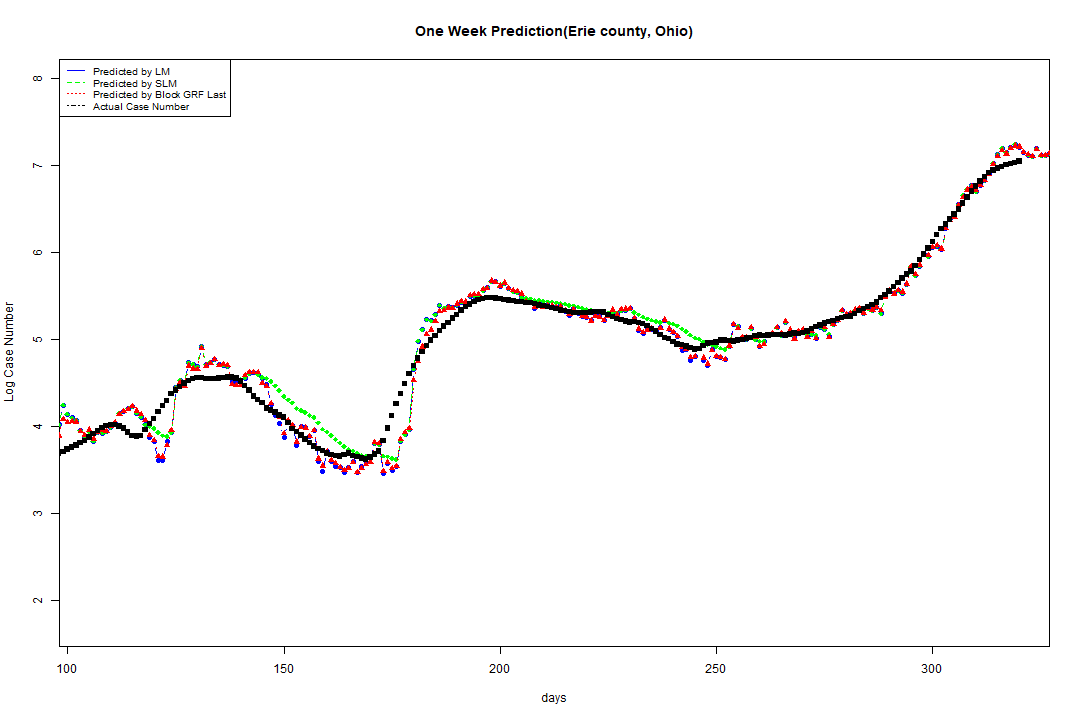 One Week Prediction(Erie county, Ohio)
Predicted by LM
Predicted by SLM
Predicted by Block GRF Last
Actual Case Number
8
7
6
5
4
3
2
Log Case Number
100 150 200 250 300
days